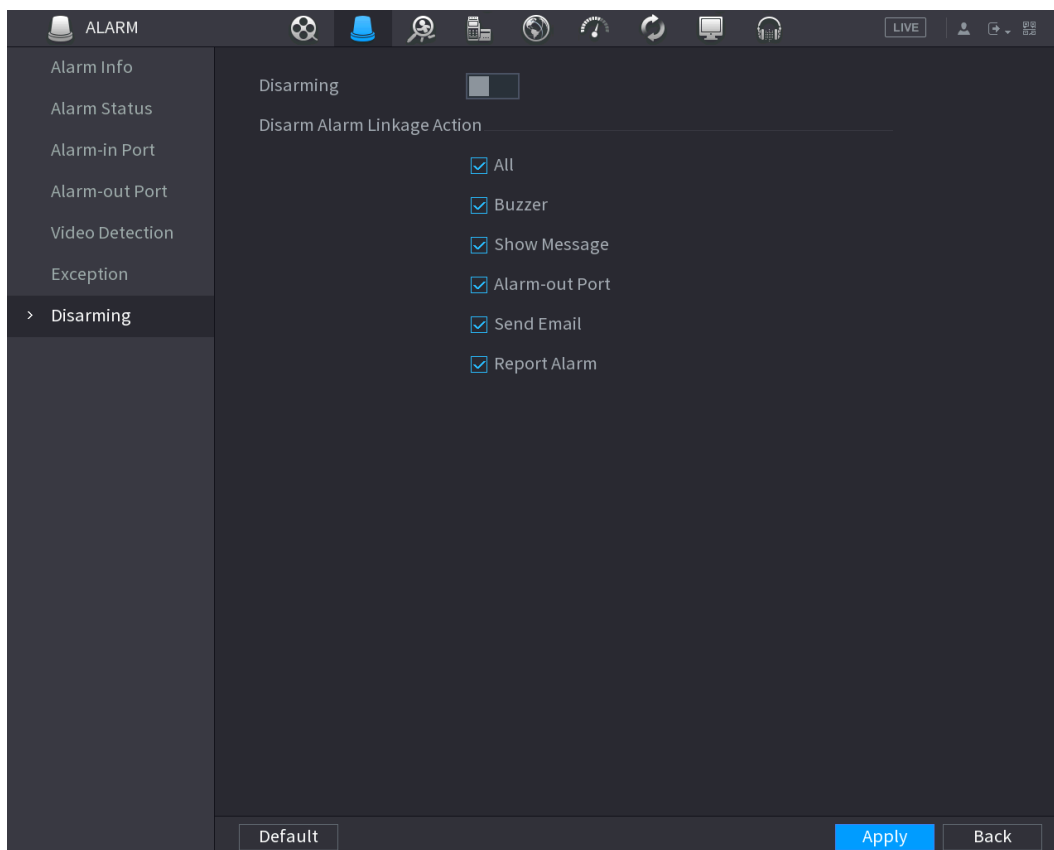 ALARM
LIVE
Alarm Info
Alarm Status
Alarm-in Port
Alarm-out Port
Video Detection
Exception
Disarming
Disarming
Disarm Alarm Linkage Action
All
Buzzer
Show Message
Alarm-out Port
Send Email
Report Alarm
Default
Apply
Back